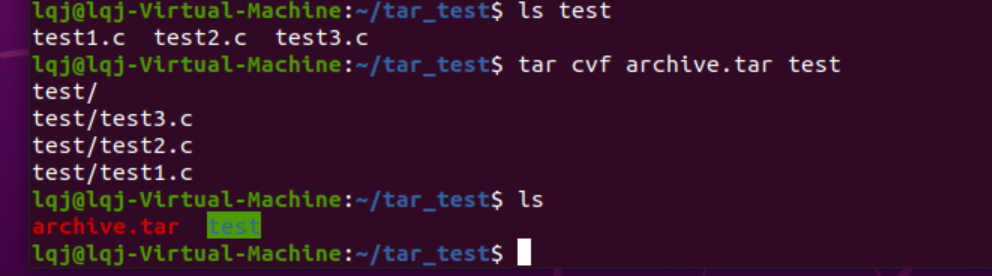 lqj@lqj-Virtual-Machine:~/tar_test$ ls test
test1.c  test2.c  test3.c
lqj@lqj-Virtual-Machine:~/tar_test$ tar cvf archive.tar test
test/
test/test3.c
test/test2.c
test/test1.c
lqj@lqj-Virtual-Machine:~/tar_test$ ls
archive.tar  test
lqj@lqj-Virtual-Machine:~/tar_test$